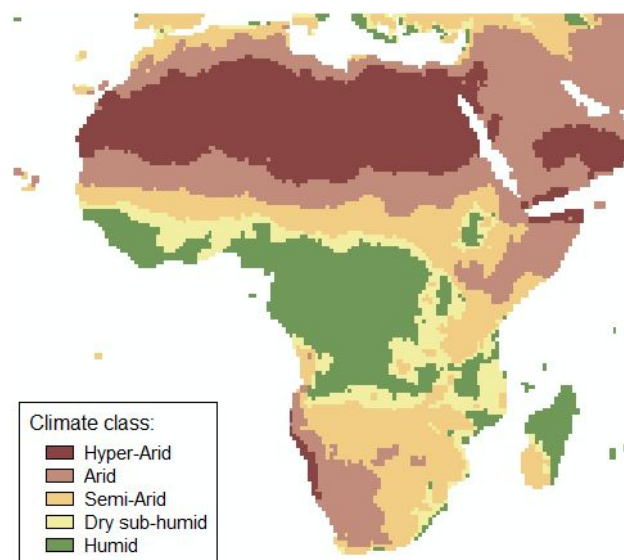 Climate class:
Hyper-Arid
Arid
Semi-Arid
Dry sub-humid
Humid